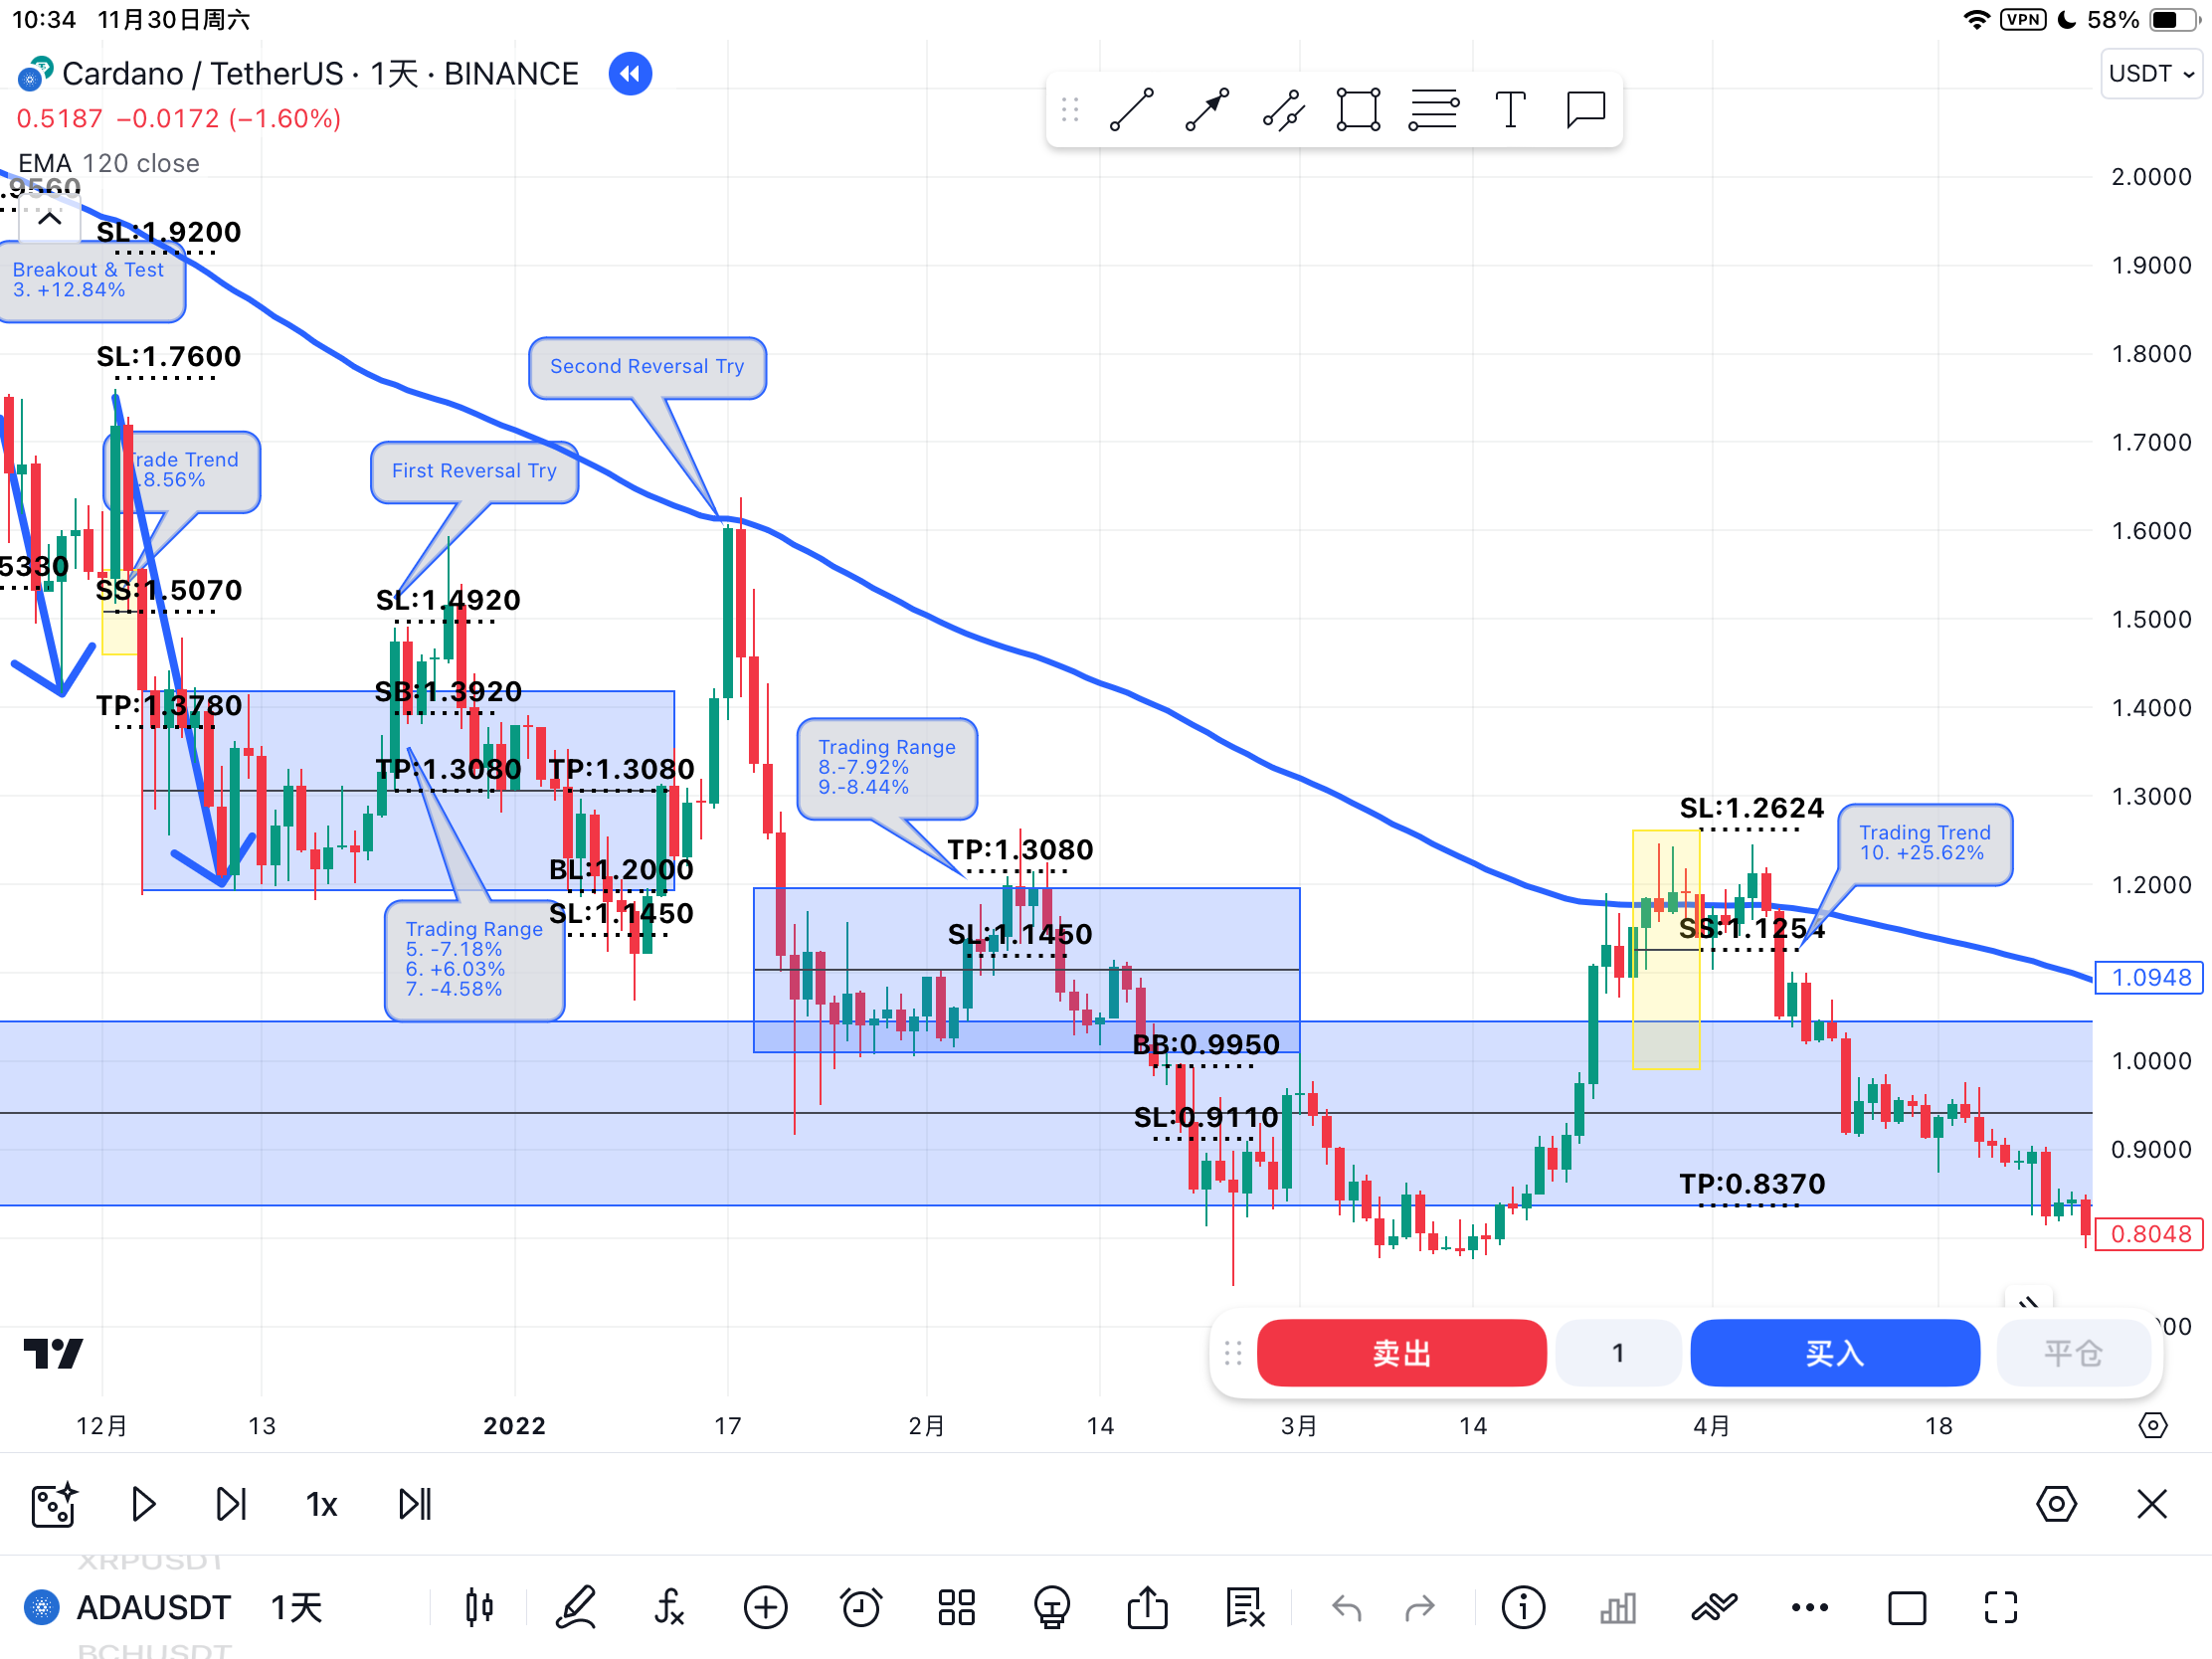 10:34 11月30日周六
VPN 58%
Cardano / TetherUS · 1天 · BINANCE
USDT
0.5187 −0.0172 (−1.60%)
EMA 120 close
.9560
SL:1.9200
Breakout & Test
3. +12.84%
SL:1.7600
Second Reversal Try
Trade Trend
.8.56%
First Reversal Try
5330
SS:1.5070
SL:1.4920
SB:1.3920
TP:1.3780
TP:1.3080
TP:1.3080
Trading Range
8.-7.92%
9.-8.44%
BL:1.2000
SL:1.1450
Trading Range
5. -7.18%
6. +6.03%
7. -4.58%
TP:1.3080
SL:1.1450
BB:0.9950
SL:0.9110
SL:1.2624
Trading Trend
10. +25.62%
SS:1.1254
TP:0.8370
2.0000
1.9000
1.8000
1.7000
1.6000
1.5000
1.4000
1.3000
1.2000
1.0948
1.0000
0.9000
0.8048
00
卖出 1 买入 平仓
12月 13 2022 17 2月 14 3月 14 4月 18
1x
XRPUSDT
ADAUSDT 1天
BCHUSDT